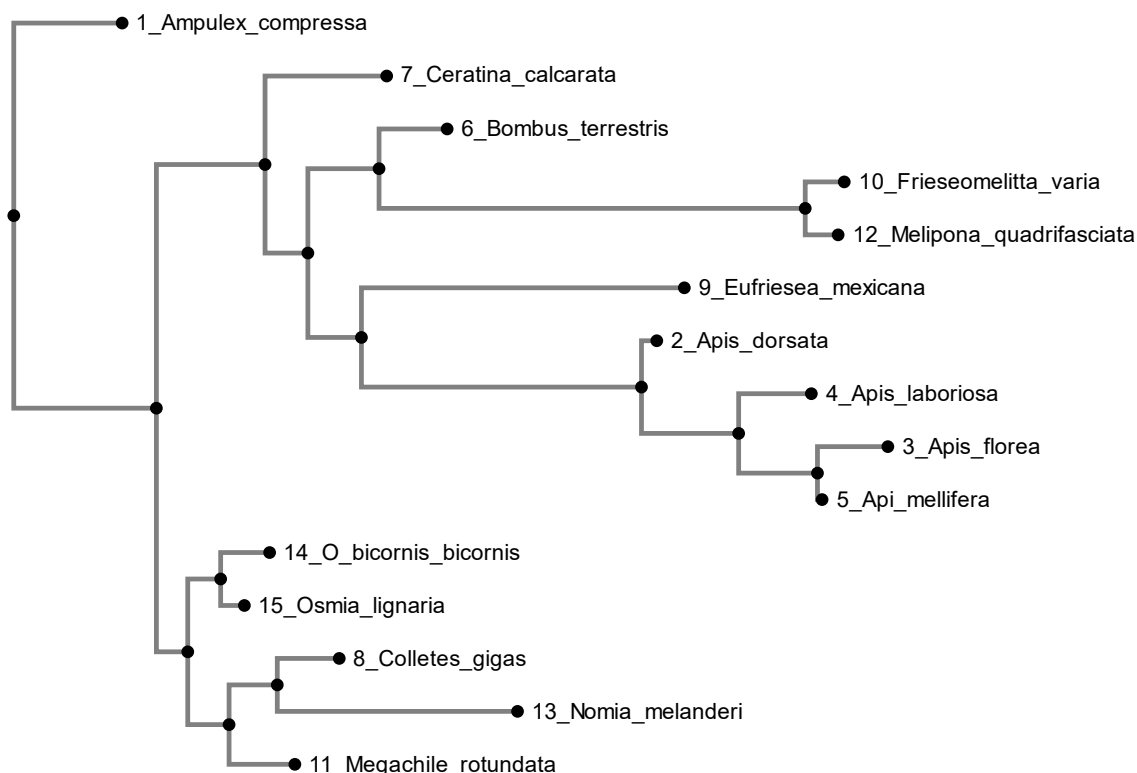 1_Ampulex_compressa
7_Ceratina_calcarata
6_Bombus_terrestris
10_Frieseomelitta_varia
12_Melipona_quadrifasciata
9_Eufriesea_mexicana
2_Apis_dorsata
4_Apis_laboriosa
3_Apis_florea
5_Api_mellifera
14_O_bicornis_bicornis
15_Osmia_lignaria
8_Colletes_gigas
13_Nomia_melanderi
11_Megachile_rotundata